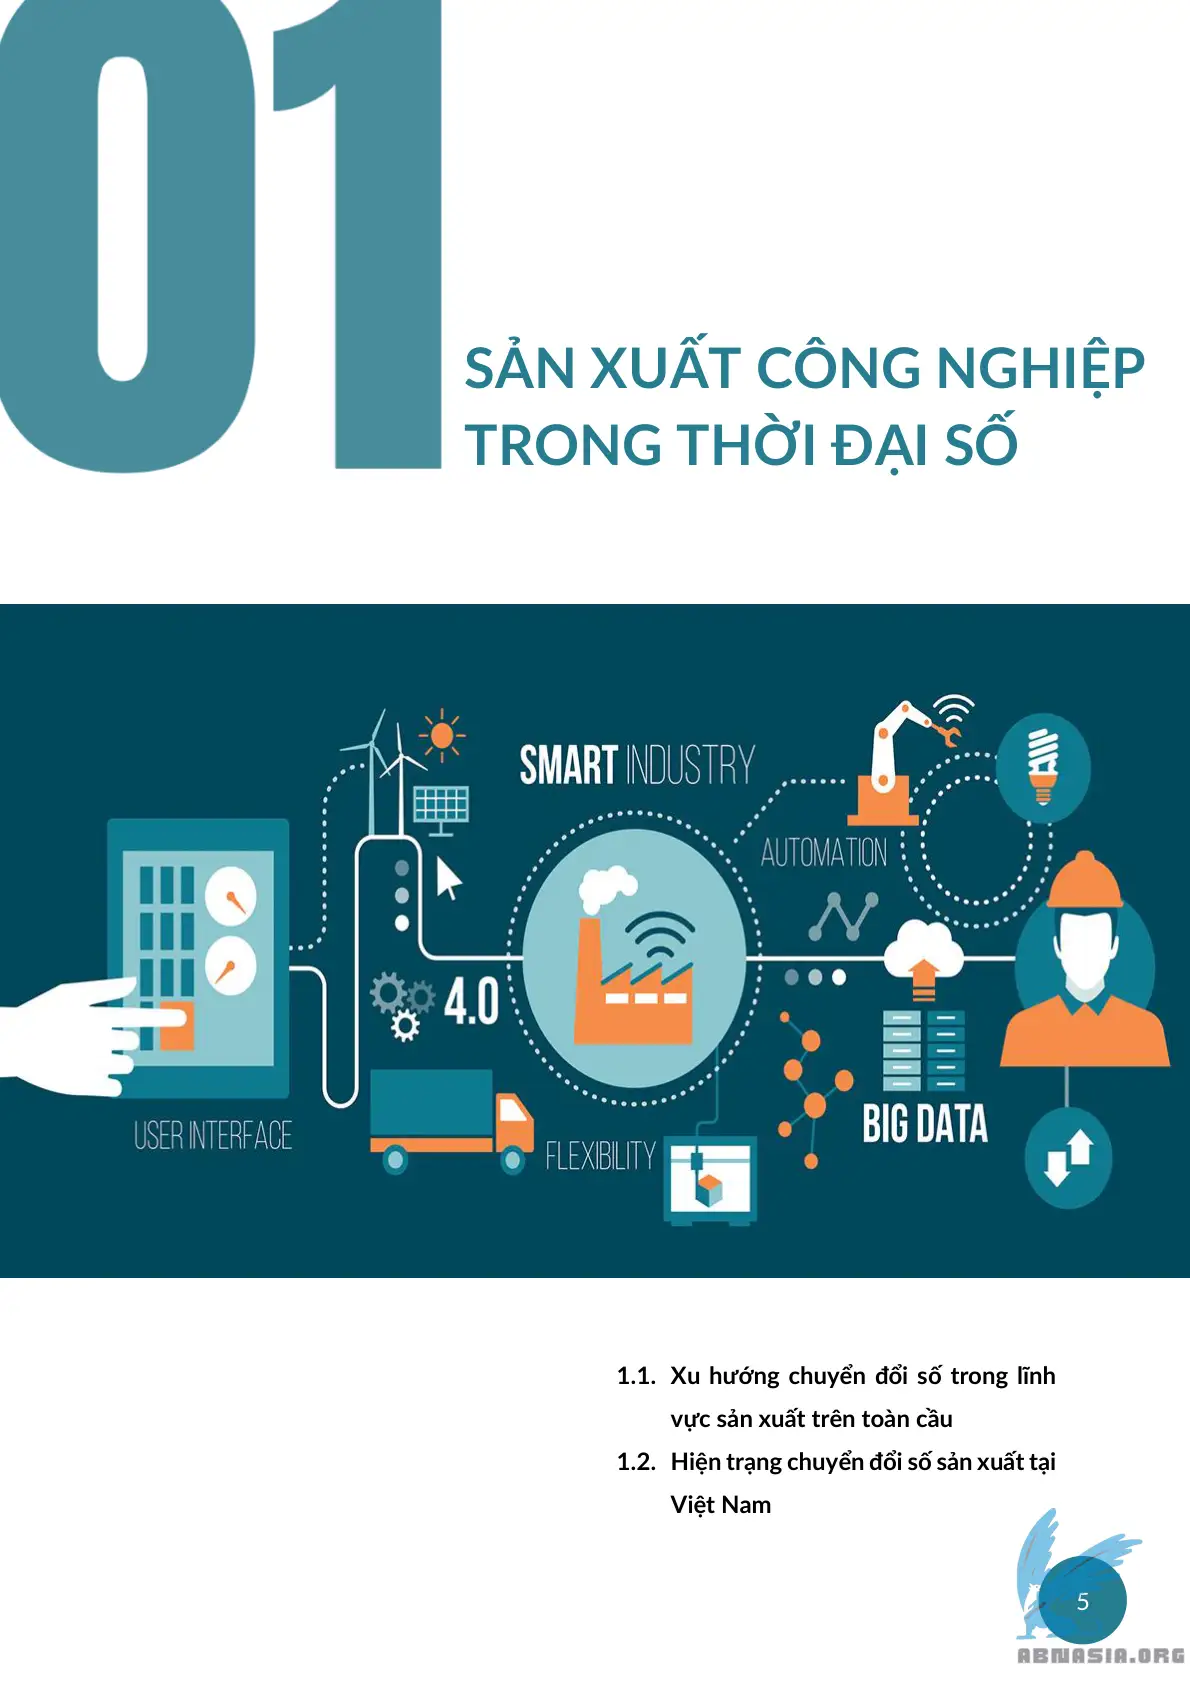 01
SẢN XUẤT CÔNG NGHIỆP
TRONG THỜI ĐẠI SỐ
SMART INDUSTRY
AUTOMATION
4.0
USER INTERFACE
FLEXIBILITY
BIG DATA
1.1. Xu hướng chuyển đổi số trong lĩnh
vực sản xuất trên toàn cầu
1.2. Hiện trạng chuyển đổi số sản xuất tại
Việt Nam
5
ABNASIA.ORG